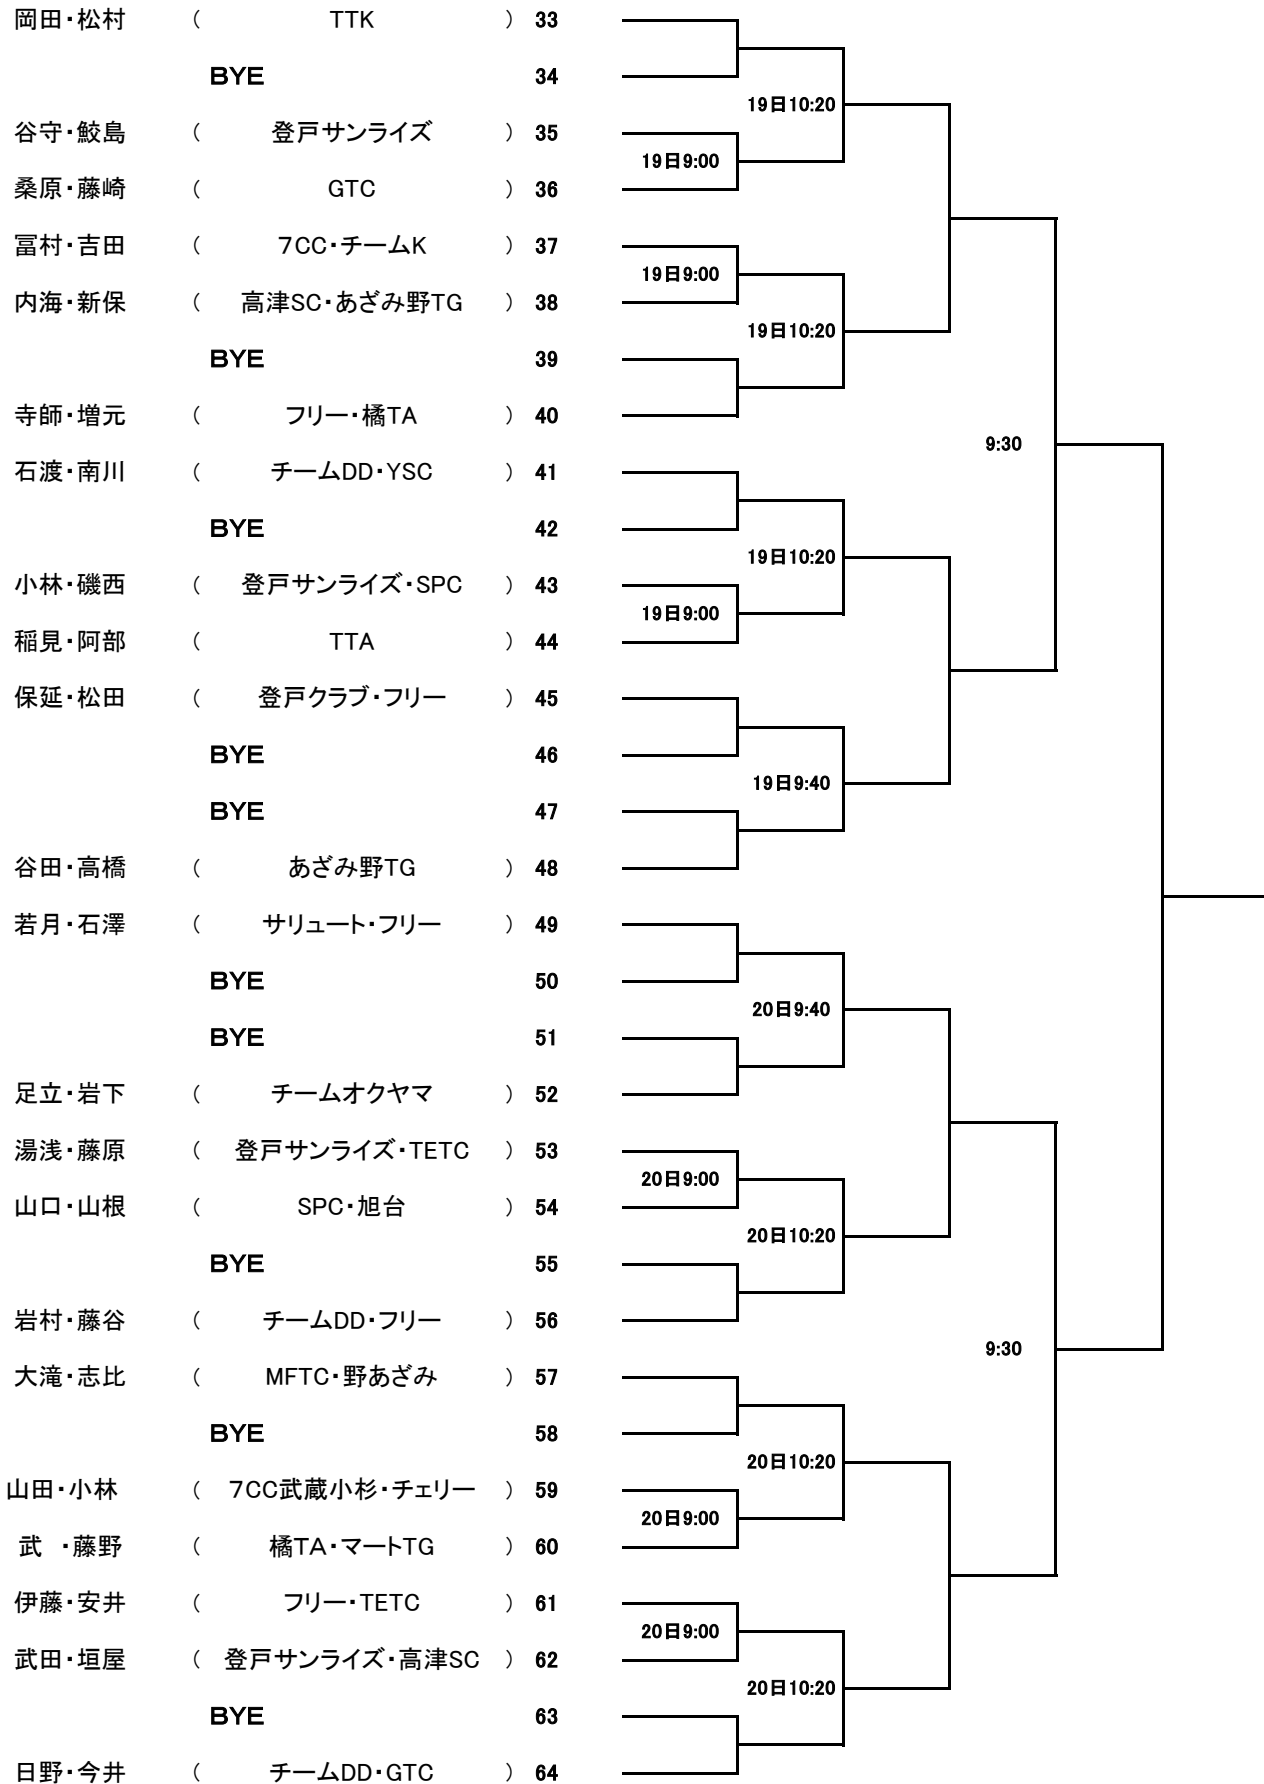 岡田・松村 ( TTK ) 33
BYE 34
19日10:20
谷守・鮫島 ( 登戸サンライズ ) 35
19日9:00
桑原・藤崎 ( GTC ) 36
冨村・吉田 ( 7CC・チームK ) 37
19日9:00
内海・新保 ( 高津SC・あざみ野TG ) 38
19日10:20
BYE 39
寺師・増元 ( フリー・橘TA ) 40
9:30
石渡・南川 ( チームDD・YSC ) 41
BYE 42
19日10:20
小林・磯西 ( 登戸サンライズ・SPC ) 43
19日9:00
稲見・阿部 ( TTA ) 44
保延・松田 ( 登戸クラブ・フリー ) 45
BYE 46
19日9:40
BYE 47
谷田・高橋 ( あざみ野TG ) 48
若月・石澤 ( サリュート・フリー ) 49
BYE 50
20日9:40
BYE 51
足立・岩下 ( チームオクヤマ ) 52
湯浅・藤原 ( 登戸サンライズ・TETC ) 53
20日9:00
山口・山根 ( SPC・旭台 ) 54
20日10:20
BYE 55
岩村・藤谷 ( チームDD・フリー ) 56
9:30
大滝・志比 ( MFTC・野あざみ ) 57
BYE 58
20日10:20
山田・小林 ( 7CC武蔵小杉・チェリー ) 59
20日9:00
武 ・藤野 ( 橘TA・マートTG ) 60
伊藤・安井 ( フリー・TETC ) 61
20日9:00
武田・垣屋 ( 登戸サンライズ・高津SC ) 62
20日10:20
BYE 63
日野・今井 ( チームDD・GTC ) 64